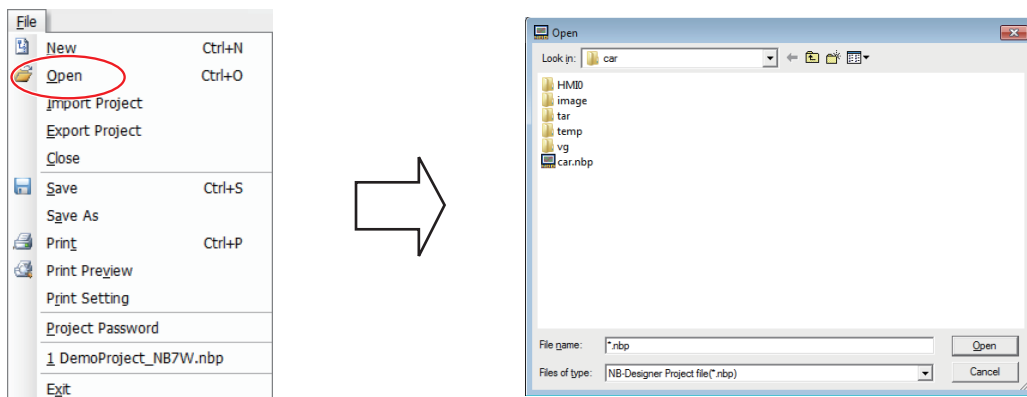 File
New Ctrl+N
Open Ctrl+O
Import Project
Export Project
Close
Save Ctrl+S
Save As
Print Ctrl+P
Print Preview
Print Setting
Project Password
1 DemoProject_NB7W.nbp
Exit
Open
Look in: car
HMI0
image
tar
temp
vg
car.nbp
File name: *.nbp Open
Files of type: NB-Designer Project file(*.nbp) Cancel